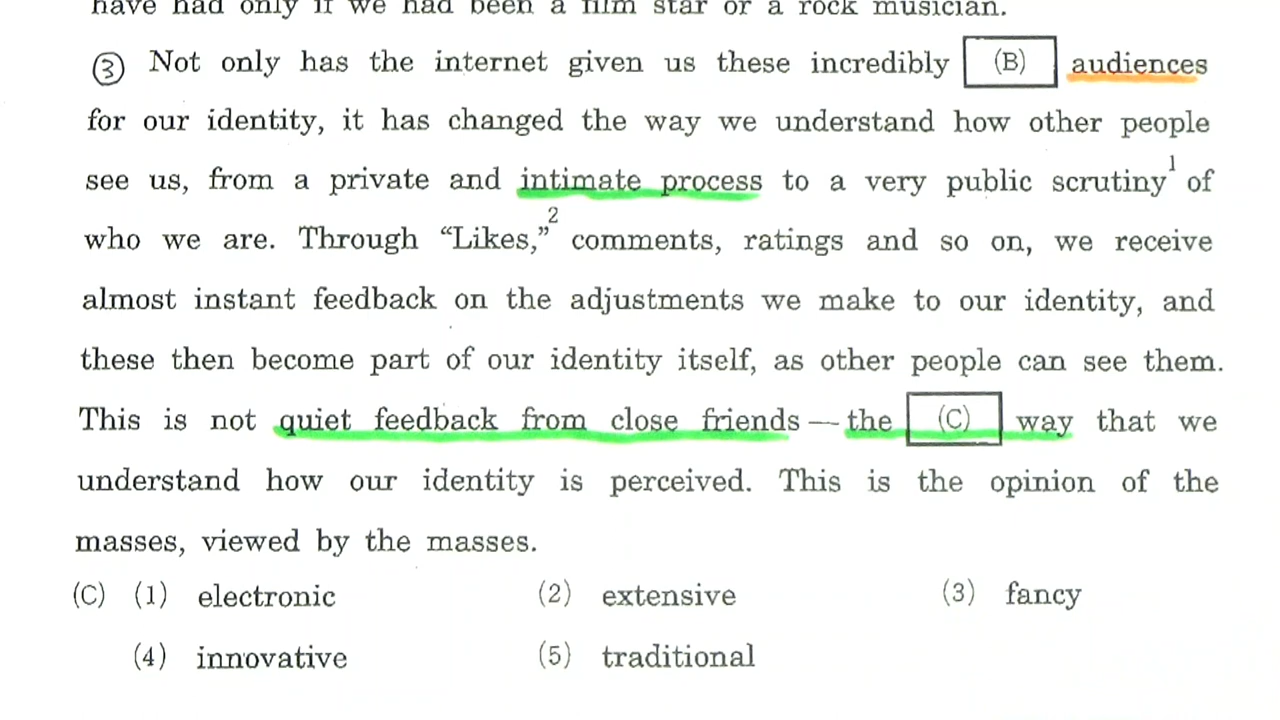 have had only if we had been a film star or a rock musician.
③ Not only has the internet given us these incredibly (B) audiences
for our identity, it has changed the way we understand how other people
see us, from a private and intimate process to a very public scrutiny1 of
who we are. Through “Likes,”2 comments, ratings and so on, we receive
almost instant feedback on the adjustments we make to our identity, and
these then become part of our identity itself, as other people can see them.
This is not quiet feedback from close friends — the (C) way that we
understand how our identity is perceived. This is the opinion of the
masses, viewed by the masses.
(C) (1) electronic (2) extensive (3) fancy
(4) innovative (5) traditional